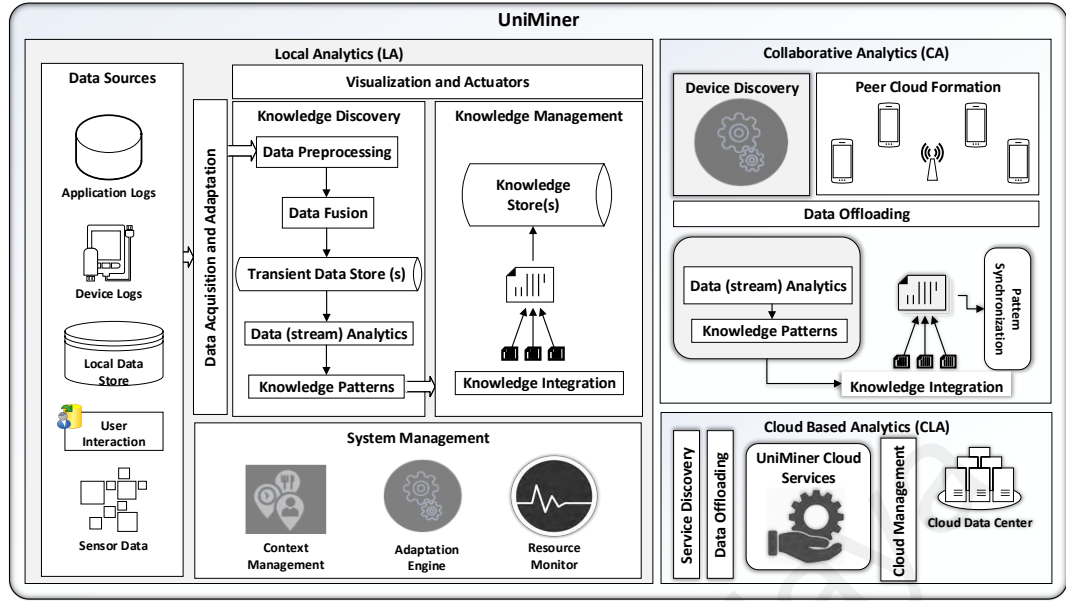 UniMiner
Local Analytics (LA)
Data Sources
Application Logs
Device Logs
Local Data
Store
User
Interaction
Sensor Data
Data Acquisition and Adaptation
Visualization and Actuators
Knowledge Discovery
Data Preprocessing
Data Fusion
Transient Data Store (s)
Data (stream) Analytics
Knowledge Patterns
Knowledge Management
Knowledge
Store(s)
Knowledge Integration
System Management
Context
Management
Adaptation
Engine
Resource
Monitor
Collaborative Analytics (CA)
Device Discovery
Peer Cloud Formation
Data Offloading
Data (stream) Analytics
Knowledge Patterns
Pattern
Synchronization
Knowledge Integration
Cloud Based Analytics (CLA)
Service Discovery
Data Offloading
UniMiner Cloud
Services
Cloud Management
Cloud Data Center